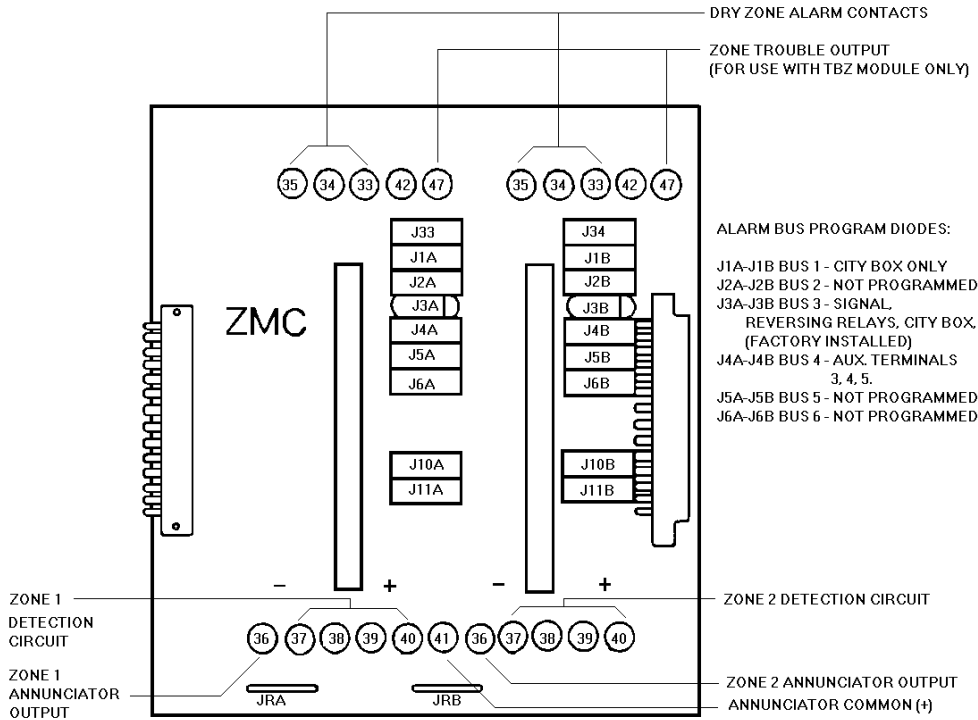 DRY ZONE ALARM CONTACTS
ZONE TROUBLE OUTPUT
(FOR USE WITH TBZ MODULE ONLY)
35 34 33 42 47 35 34 33 42 47
J33 J34
J1A J1B
J2A J2B
J3A J3B
J4A J4B
J5A J5B
J6A J6B
ZMC
ALARM BUS PROGRAM DIODES:
J1A-J1B BUS 1 - CITY BOX ONLY
J2A-J2B BUS 2 - NOT PROGRAMMED
J3A-J3B BUS 3 - SIGNAL,
REVERSING RELAYS, CITY BOX,
(FACTORY INSTALLED)
J4A-J4B BUS 4 - AUX. TERMINALS
3, 4, 5.
J5A-J5B BUS 5 - NOT PROGRAMMED
J6A-J6B BUS 6 - NOT PROGRAMMED
J10A J10B
J11A J11B
- + - +
ZONE 1
DETECTION
CIRCUIT
ZONE 2 DETECTION CIRCUIT
36 37 38 39 40 41 36 37 38 39 40
ZONE 1
ANNUNCIATOR
OUTPUT
JRA JRB
ZONE 2 ANNUNCIATOR OUTPUT
ANNUNCIATOR COMMON (+)